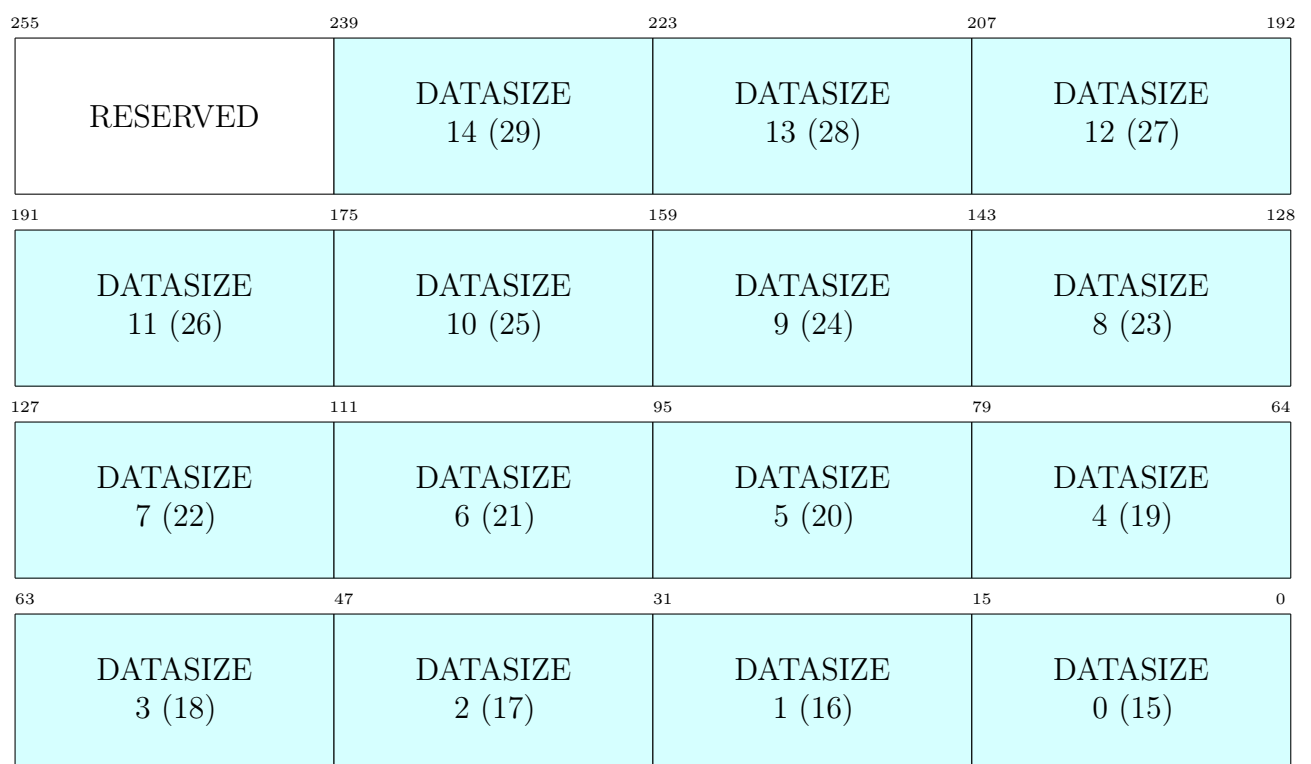 255 239 223 207 192
RESERVED DATASIZE DATASIZE DATASIZE
14 (29) 13 (28) 12 (27)
191 175 159 143 128
DATASIZE DATASIZE DATASIZE DATASIZE
11 (26) 10 (25) 9 (24) 8 (23)
127 111 95 79 64
DATASIZE DATASIZE DATASIZE DATASIZE
7 (22) 6 (21) 5 (20) 4 (19)
63 47 31 15 0
DATASIZE DATASIZE DATASIZE DATASIZE
3 (18) 2 (17) 1 (16) 0 (15)